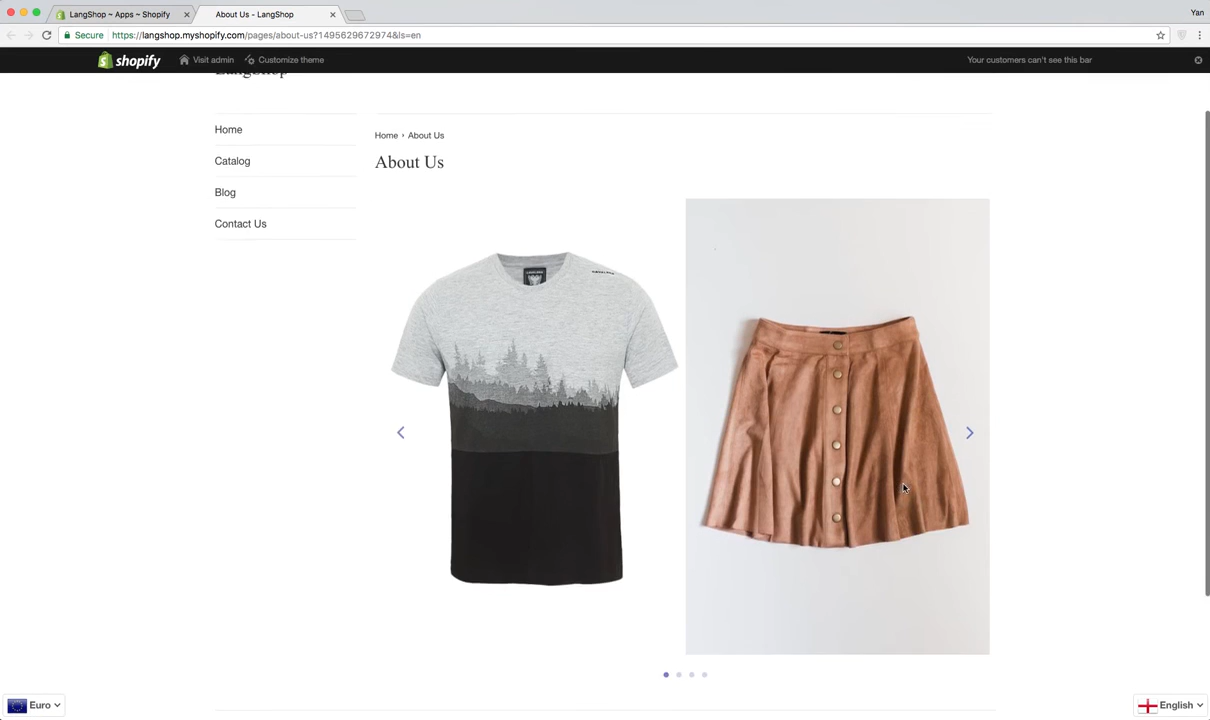 LangShop ~ Apps ~ Shopify
About Us - LangShop
Yan
Secure
https://langshop.myshopify.com/pages/about-us?1495629672974&ls=en
shopify
Visit admin
Customize theme
Your customers can't see this bar
LangShop
Home
Catalog
Blog
Contact Us
Home › About Us
About Us
Euro
English